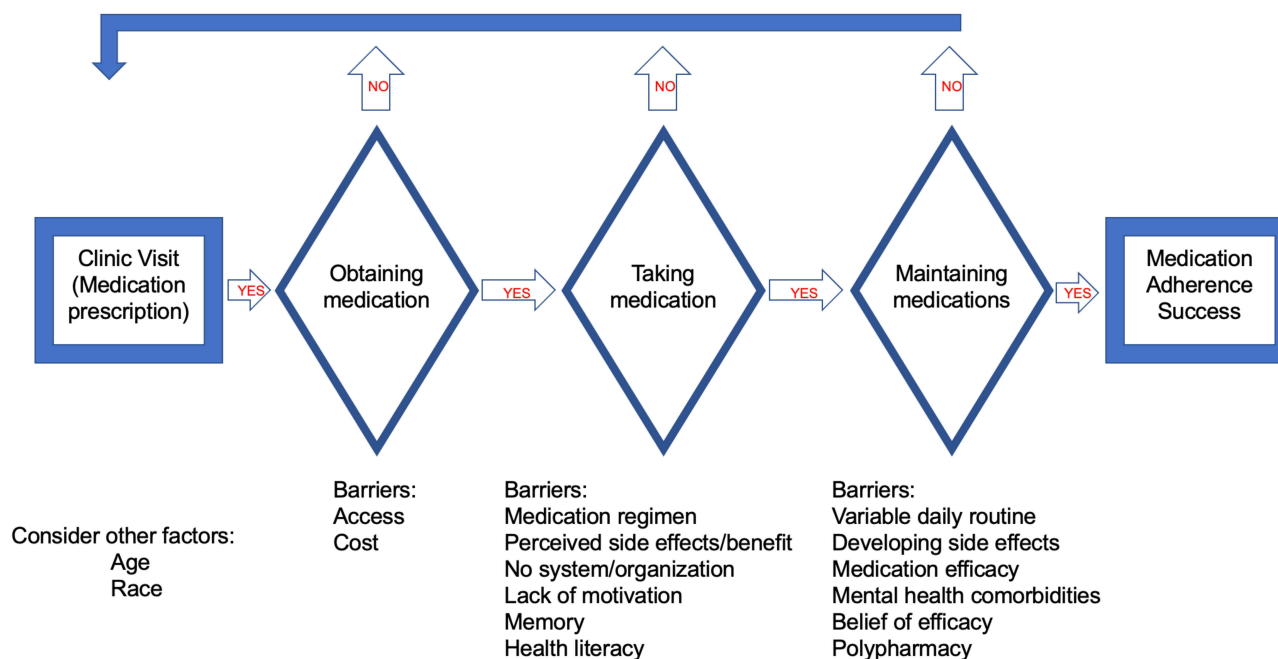 NO
NO
NO
Clinic Visit
(Medication
prescription)
YES
Obtaining
medication
YES
Taking
medication
YES
Maintaining
medications
YES
Medication
Adherence
Success
Consider other factors:
Age
Race
Barriers:
Access
Cost
Barriers:
Medication regimen
Perceived side effects/benefit
No system/organization
Lack of motivation
Memory
Health literacy
Barriers:
Variable daily routine
Developing side effects
Medication efficacy
Mental health comorbidities
Belief of efficacy
Polypharmacy